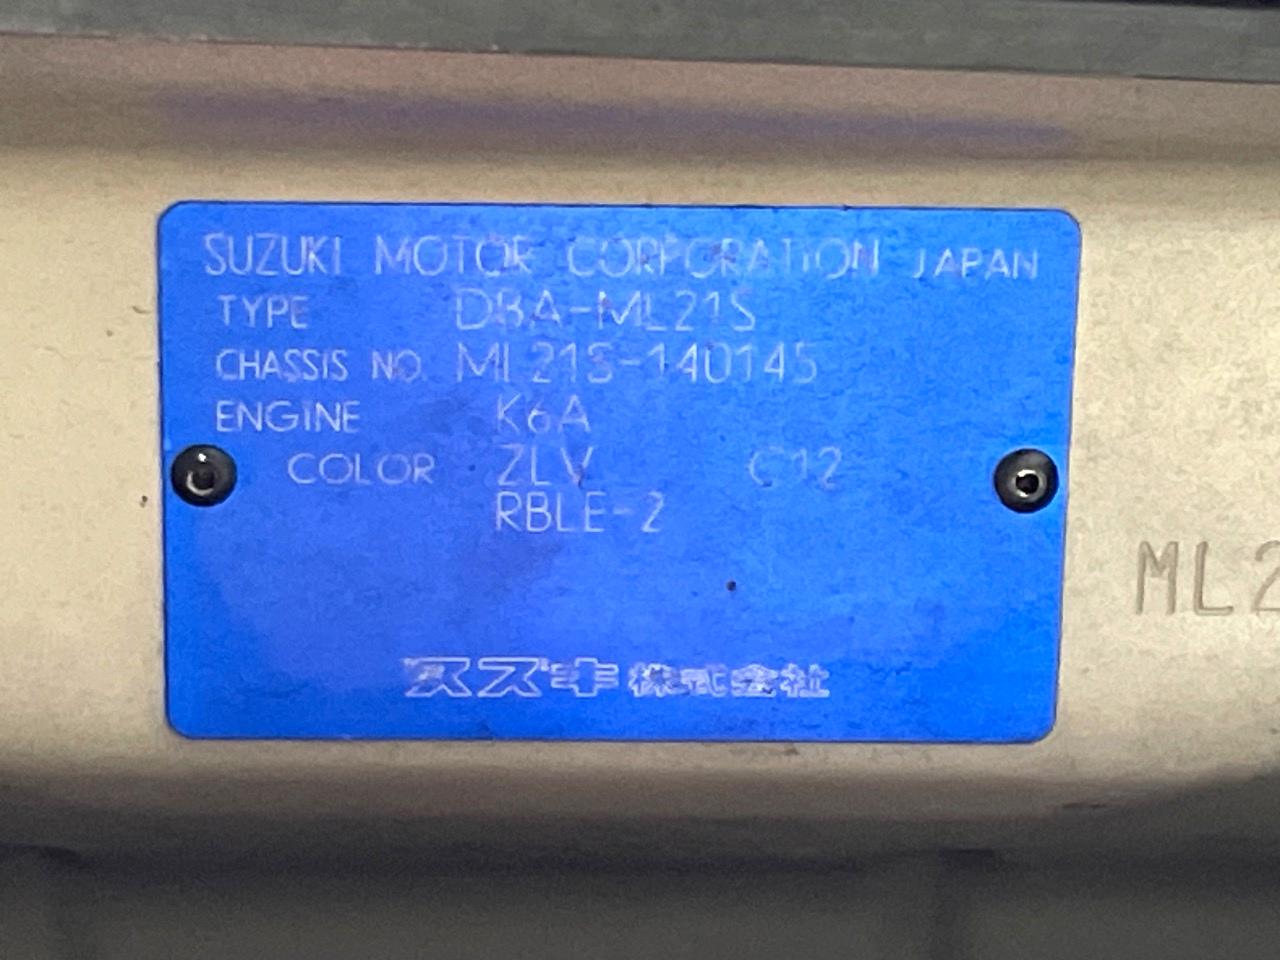 SUZUKI MOTOR CORPORATION JAPAN
TYPE DBA-ML21S
CHASSIS NO. ML21S-140145
ENGINE K6A
COLOR ZLV C12
RBLE-2
スズキ株式会社
ML2